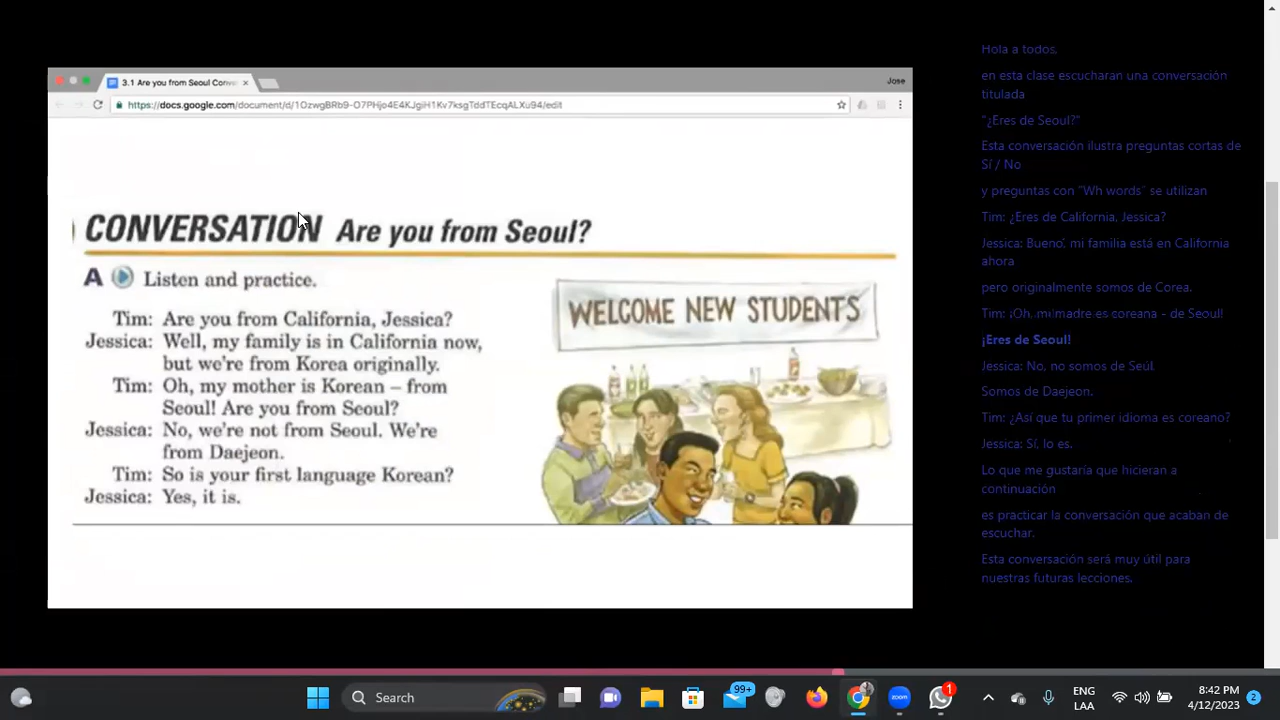 3.1 Are you from Seoul Conve
Jose
https://docs.google.com/document/d/1OzwgBRb9-O7PHjo4E4KJgiH1Kv7ksgTddTEcqALXu94/edit
CONVERSATION Are you from Seoul?
A Listen and practice.
Tim: Are you from California, Jessica?
Jessica: Well, my family is in California now,
but we're from Korea originally.
Tim: Oh, my mother is Korean – from
Seoul! Are you from Seoul?
Jessica: No, we're not from Seoul. We're
from Daejeon.
Tim: So is your first language Korean?
Jessica: Yes, it is.
WELCOME NEW STUDENTS
Hola a todos.
en esta clase escucharan una conversación
titulada
"¿Eres de Seoul?"
Esta conversación ilustra preguntas cortas de
Sí / No
y preguntas con "Wh words" se utilizan
Tim: ¿Eres de California, Jessica?
Jessica: Bueno, mi familia está en California
ahora
pero originalmente somos de Corea.
Tim: ¡Oh, mi madre es coreana - de Seoul!
¡Eres de Seoul!
Jessica: No, no somos de Seúl.
Somos de Daejeon.
Tim: ¿Así que tu primer idioma es coreano?
Jessica: Sí, lo es.
Lo que me gustaría que hicieran a
continuación
es practicar la conversación que acaban de
escuchar.
Esta conversación será muy útil para
nuestras futuras lecciones.
Search
99+
zoom
1
ENG
LAA
8:42 PM
4/12/2023
2